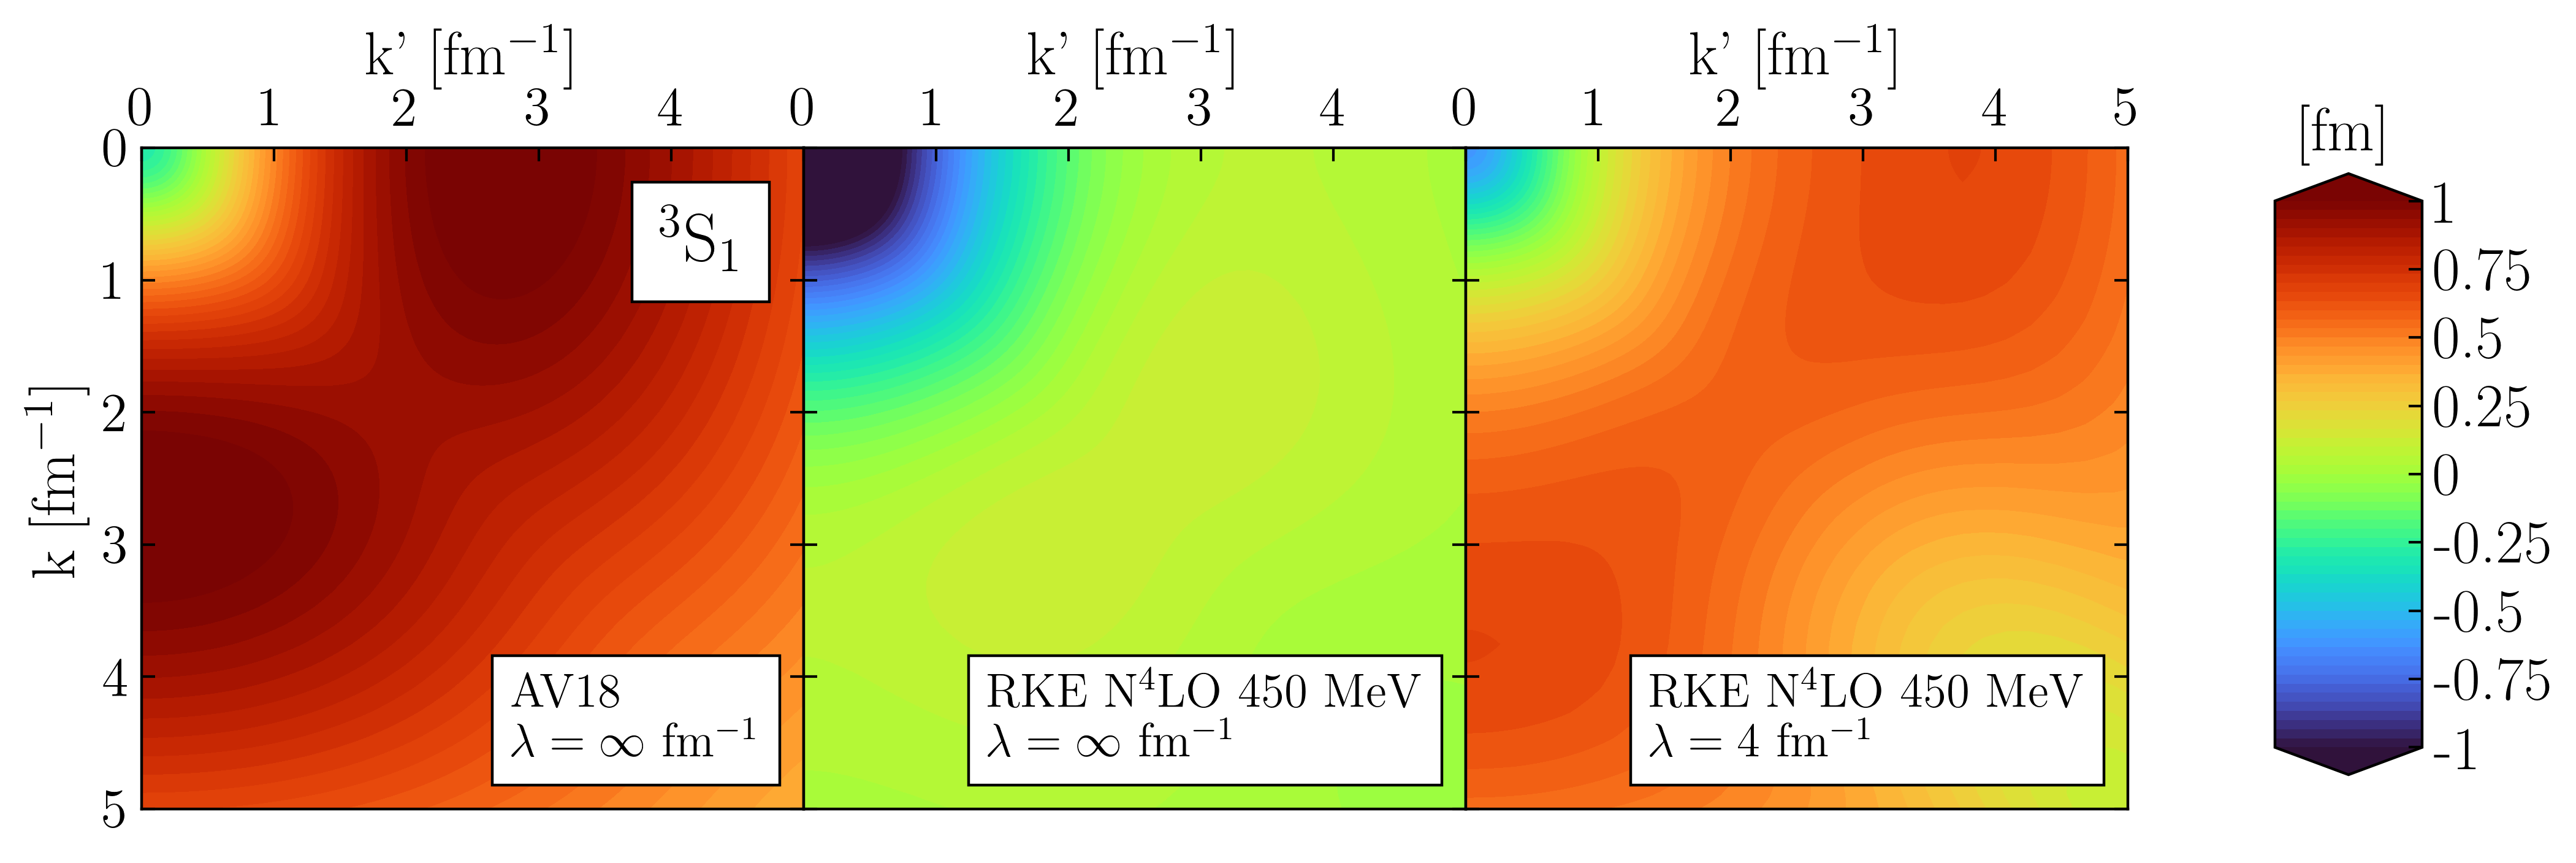 k' [fm⁻¹] k' [fm⁻¹] k' [fm⁻¹]
0 1 2 3 4 0 1 2 3 4 0 1 2 3 4 5
[fm]
0
1
2
3
4
5
k [fm⁻¹]
³S₁
AV18
λ = ∞ fm⁻¹
RKE N⁴LO 450 MeV
λ = ∞ fm⁻¹
RKE N⁴LO 450 MeV
λ = 4 fm⁻¹
1
0.75
0.5
0.25
0
-0.25
-0.5
-0.75
-1